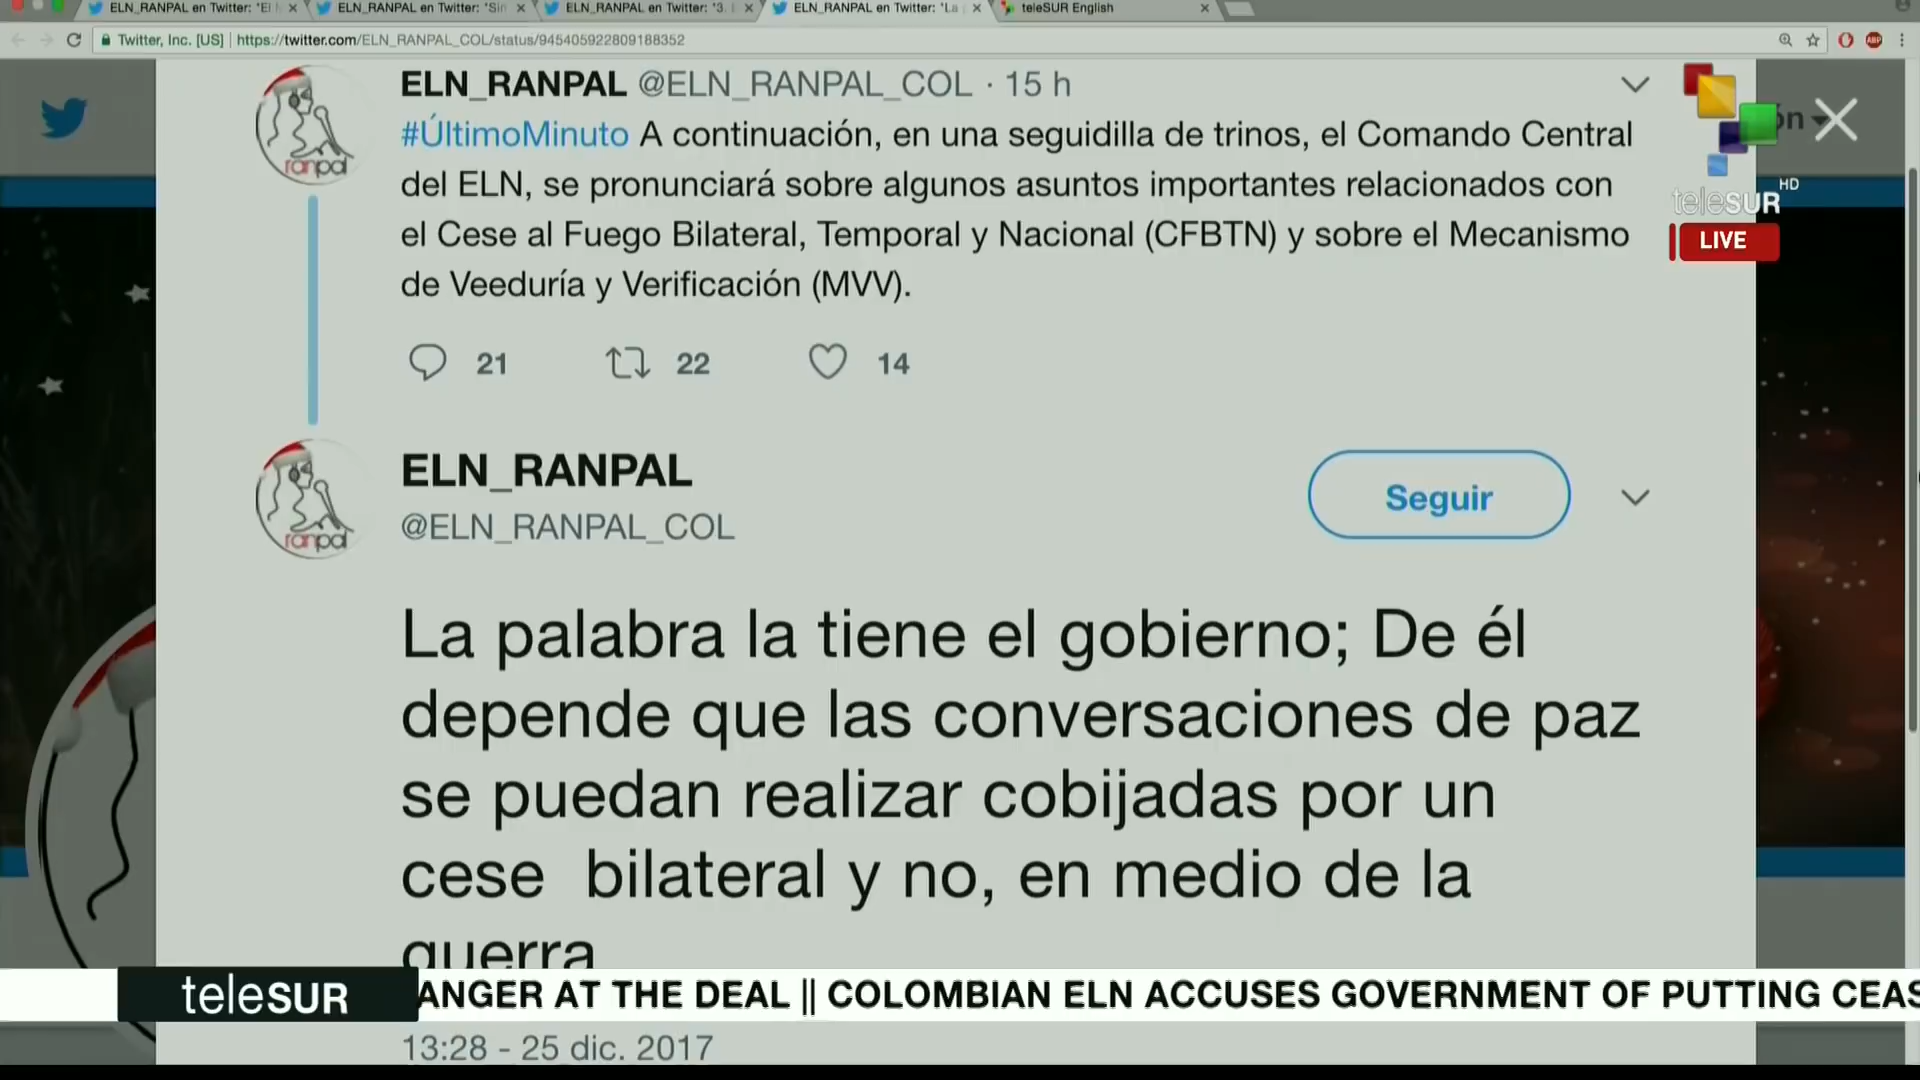 ELN_RANPAL en Twitter: "El
ELN_RANPAL en Twitter: "Sin
ELN_RANPAL en Twitter: "3.
ELN_RANPAL en Twitter: "La
teleSUR English
Twitter, Inc. [US] | https://twitter.com/ELN_RANPAL_COL/status/945405922809188352
ABP
ELN_RANPAL @ELN_RANPAL_COL · 15 h
#ÚltimoMinuto A continuación, en una seguidilla de trinos, el Comando Central
del ELN, se pronunciará sobre algunos asuntos importantes relacionados con
el Cese al Fuego Bilateral, Temporal y Nacional (CFBTN) y sobre el Mecanismo
de Veeduría y Verificación (MVV).
ranpal
21 22 14
ón
teleSUR HD
LIVE
ELN_RANPAL
@ELN_RANPAL_COL
ranpal
Seguir
La palabra la tiene el gobierno; De él
depende que las conversaciones de paz
se puedan realizar cobijadas por un
cese bilateral y no, en medio de la
guerra
teleSUR ANGER AT THE DEAL || COLOMBIAN ELN ACCUSES GOVERNMENT OF PUTTING CEAS
13:28 - 25 dic. 2017